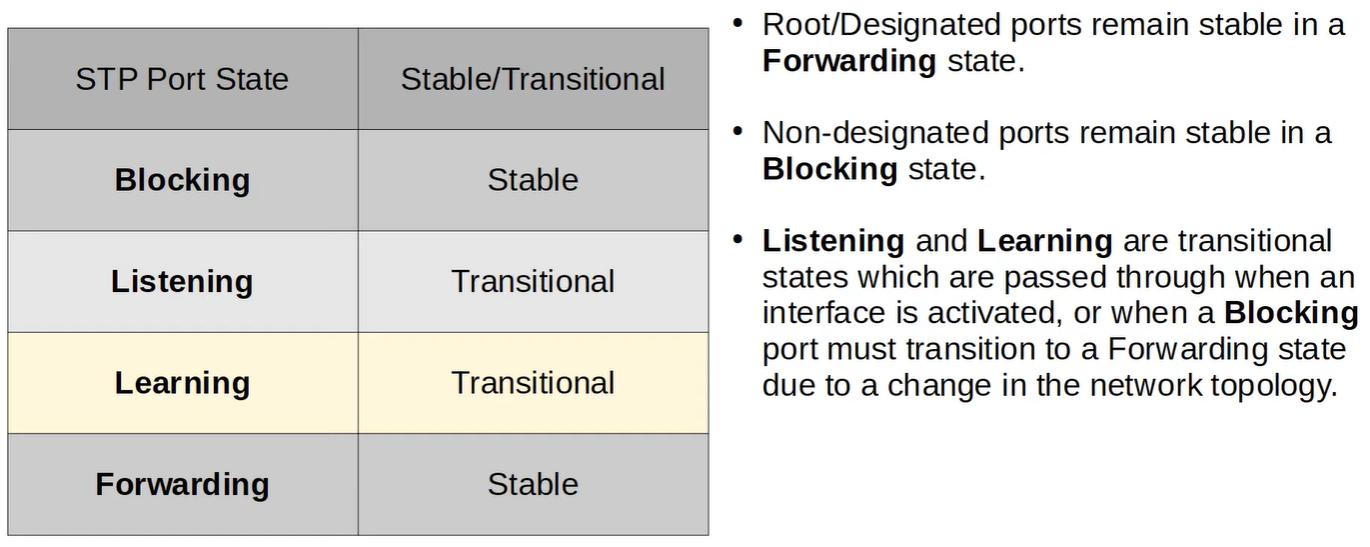 STP Port State Stable/Transitional
Blocking Stable
Listening Transitional
Learning Transitional
Forwarding Stable
• Root/Designated ports remain stable in a
Forwarding state.
• Non-designated ports remain stable in a
Blocking state.
• Listening and Learning are transitional
states which are passed through when an
interface is activated, or when a Blocking
port must transition to a Forwarding state
due to a change in the network topology.